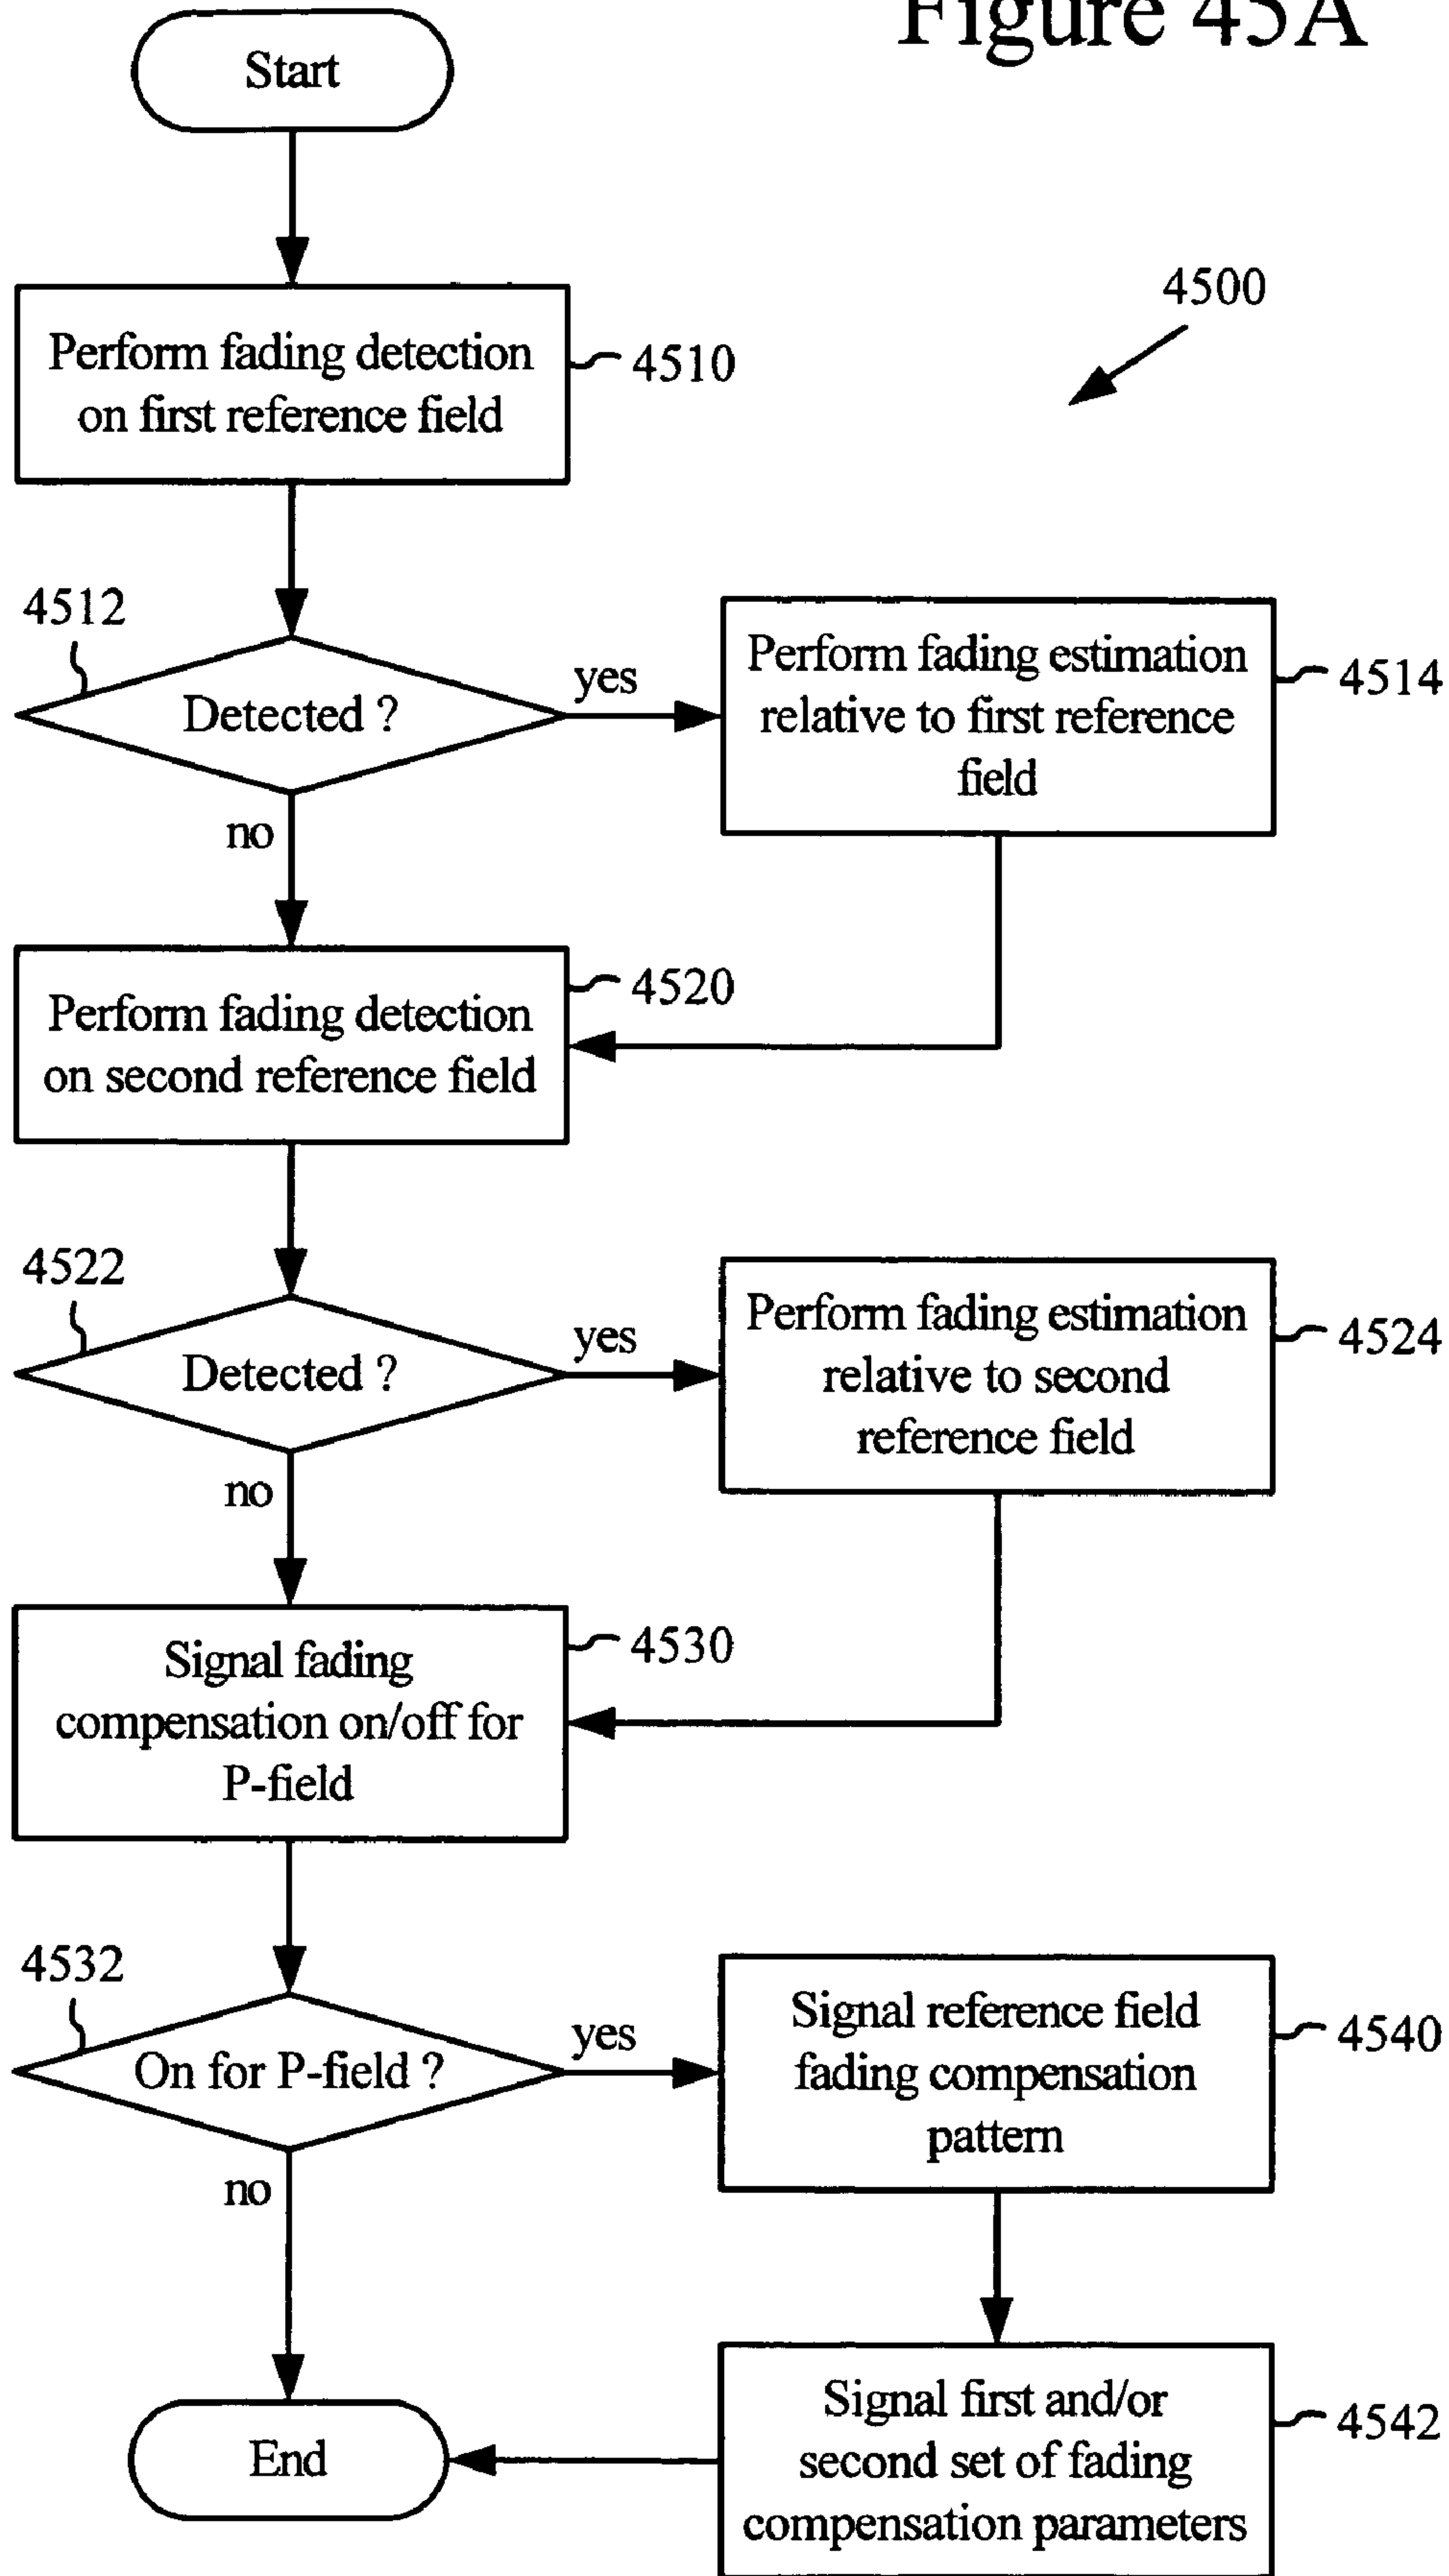 Figure 45A
Start
4500
Perform fading detection
on first reference field
4510
4512
Detected ?
yes
no
Perform fading estimation
relative to first reference
field
4514
Perform fading detection
on second reference field
4520
4522
Detected ?
yes
no
Perform fading estimation
relative to second
reference field
4524
Signal fading
compensation on/off for
P-field
4530
4532
On for P-field ?
yes
no
Signal reference field
fading compensation
pattern
4540
End
Signal first and/or
second set of fading
compensation parameters
4542